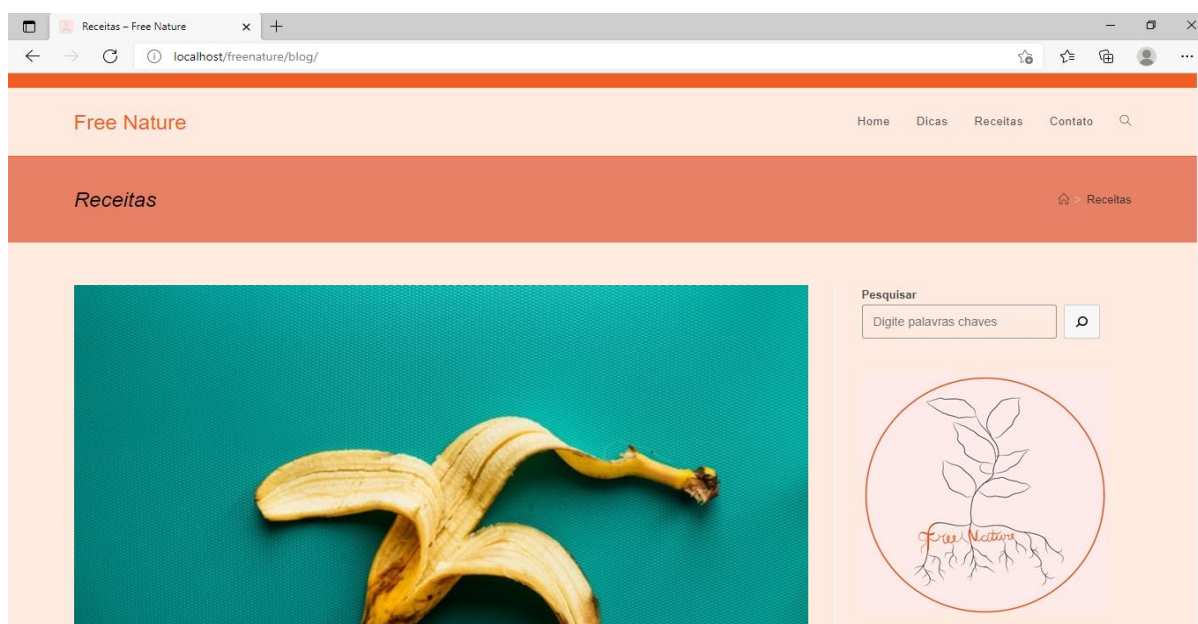 Receitas – Free Nature
localhost/freenature/blog/
Free Nature
Home Dicas Receitas Contato
Receitas
> Receitas
Pesquisar
Digite palavras chaves
Free Nature